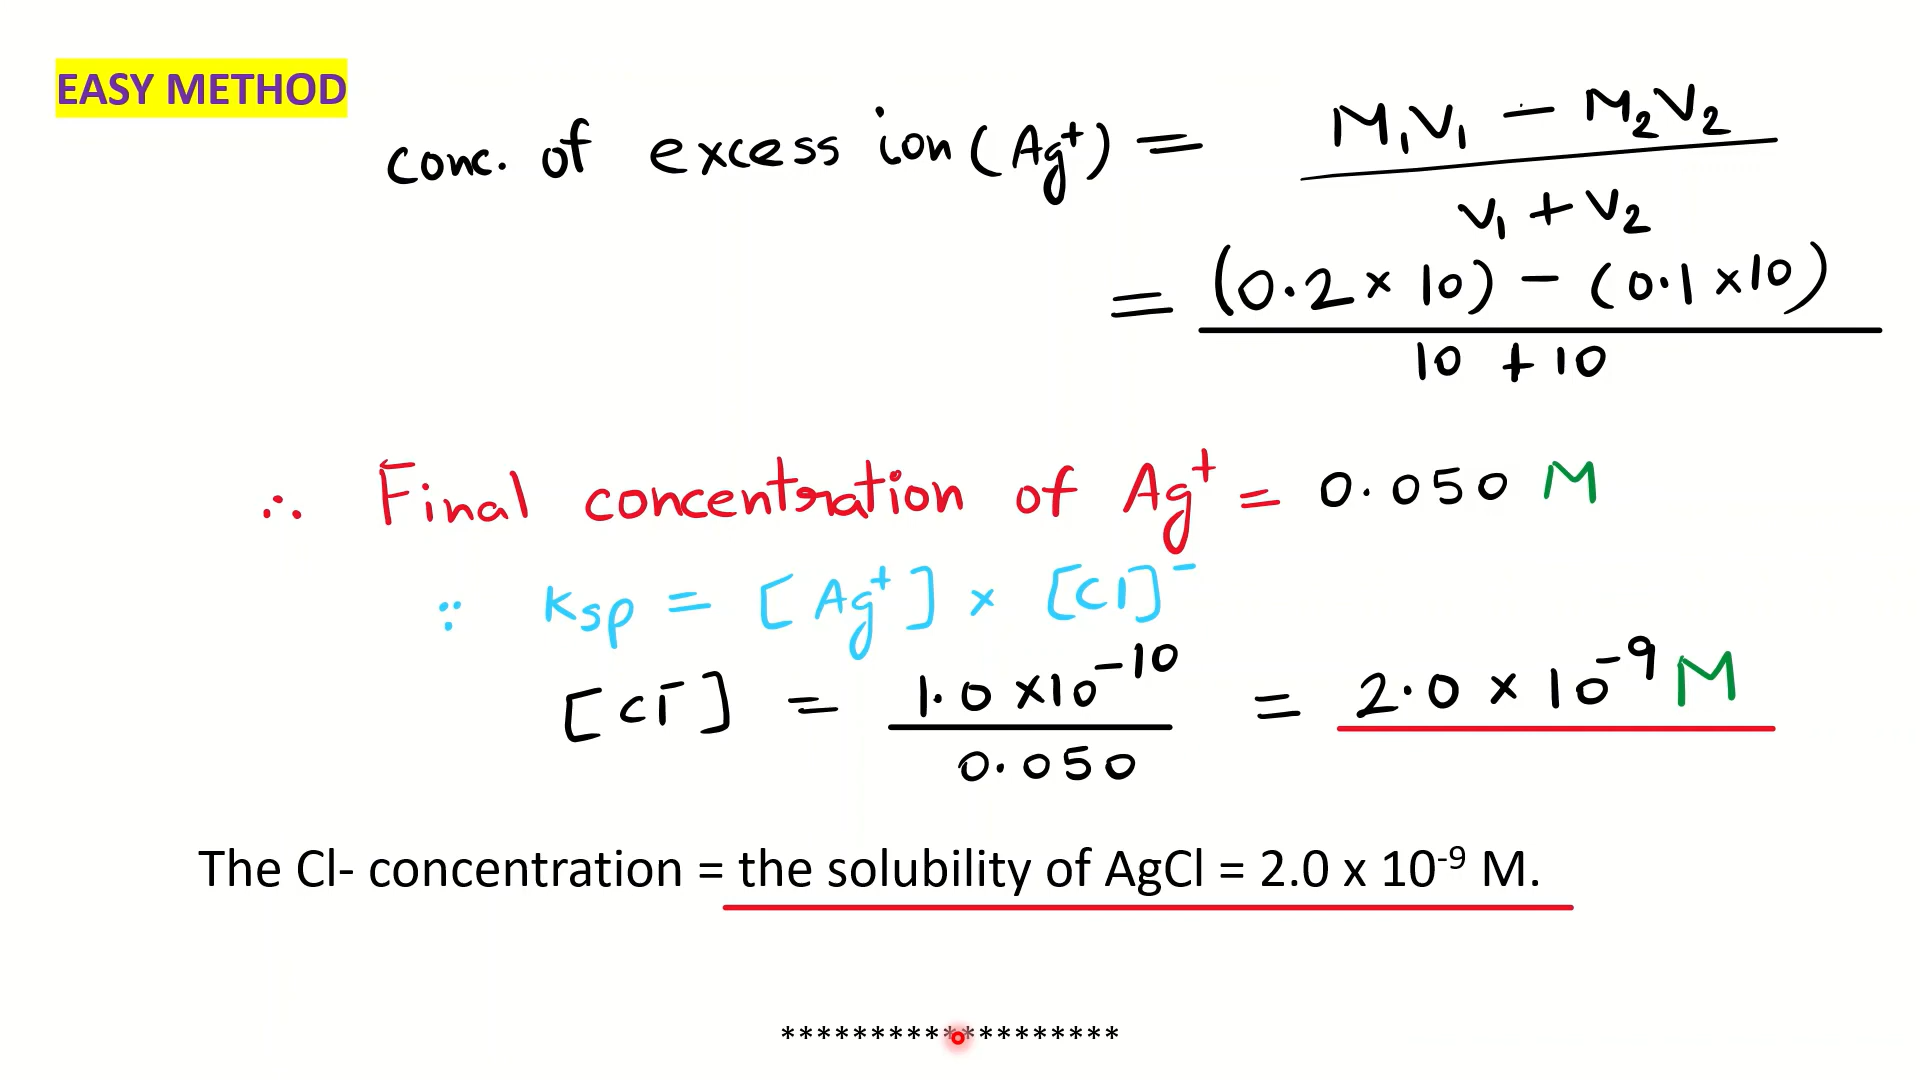 EASY METHOD
conc. of excess ion (Ag⁺) = M₁V₁ − M₂V₂
V₁ + V₂
= (0.2 × 10) − (0.1 × 10)
10 + 10
∴ Final concentration of Ag⁺ = 0.050 M
∵ Ksp = [Ag⁺] × [Cl]⁻
[Cl⁻] = 1.0 × 10⁻¹⁰ = 2.0 × 10⁻⁹ M
0.050
The Cl- concentration = the solubility of AgCl = 2.0 x 10⁻⁹ M.
*******************